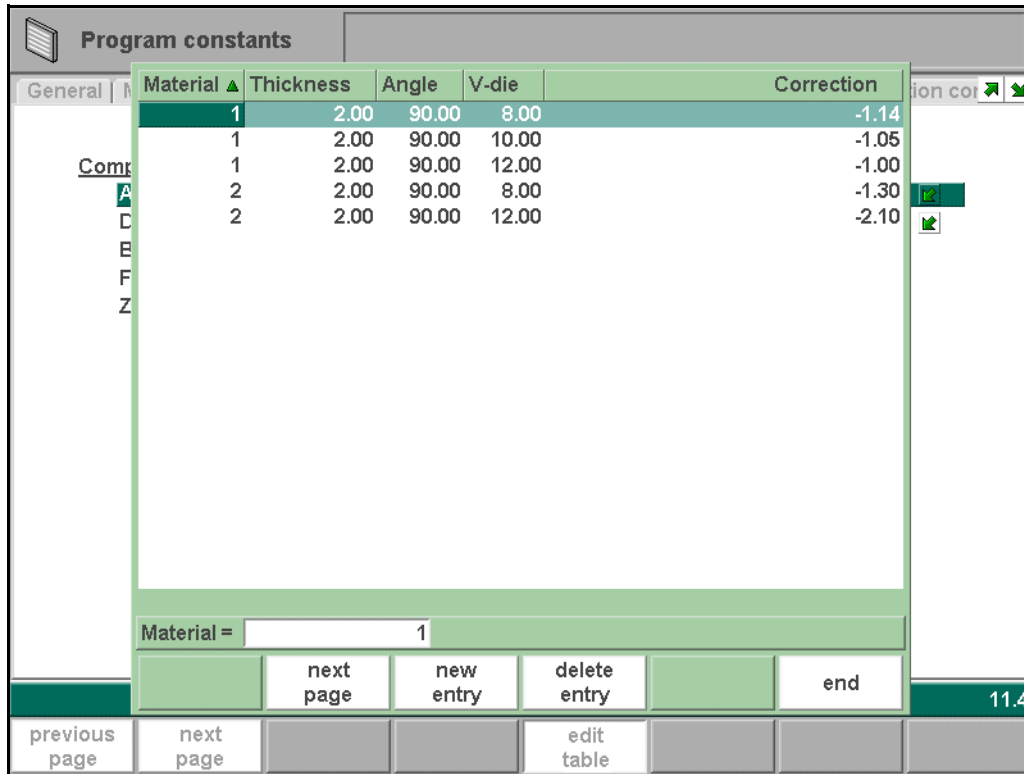 Program constants
General
Material Thickness Angle V-die Correction
1 2.00 90.00 8.00 -1.14
1 2.00 90.00 10.00 -1.05
1 2.00 90.00 12.00 -1.00
2 2.00 90.00 8.00 -1.30
2 2.00 90.00 12.00 -2.10
Comp
A
D
B
F
Z
Material = 1
next page
new entry
delete entry
end
11.4
previous page
next page
edit table